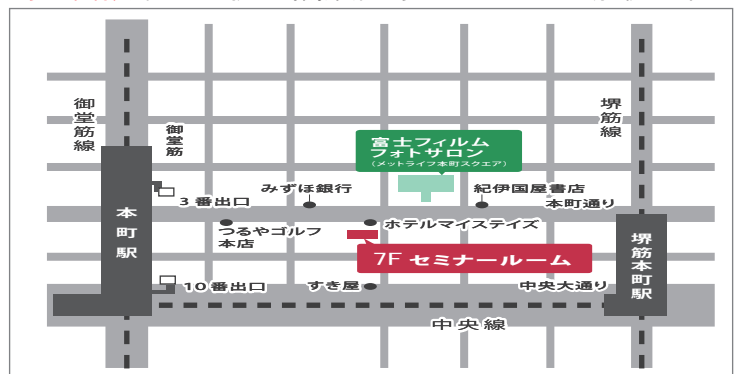 御堂筋線
御堂筋
堺筋線
富士フィルム
フォトサロン
(メットライフ本町スクエア)
みずほ銀行
紀伊国屋書店
3番出口
本町通り
本町駅
つるやゴルフ
本店
ホテルマイステイズ
堺筋本町駅
7F セミナールーム
10番出口
すき屋
中央大通り
中央線